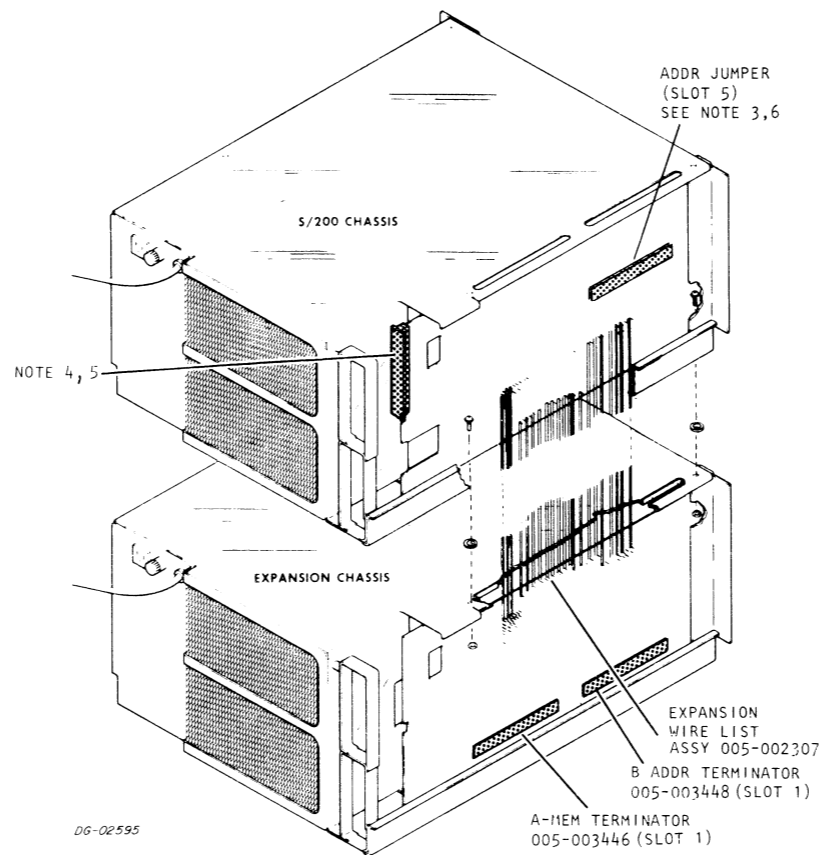 ADDR JUMPER
(SLOT 5)
SEE NOTE 3,6
S/200 CHASSIS
NOTE 4,5
EXPANSION CHASSIS
EXPANSION
WIRE LIST
ASSY 005-002307
B ADDR TERMINATOR
005-003448 (SLOT 1)
A-MEM TERMINATOR
005-003446 (SLOT 1)
DG-02595